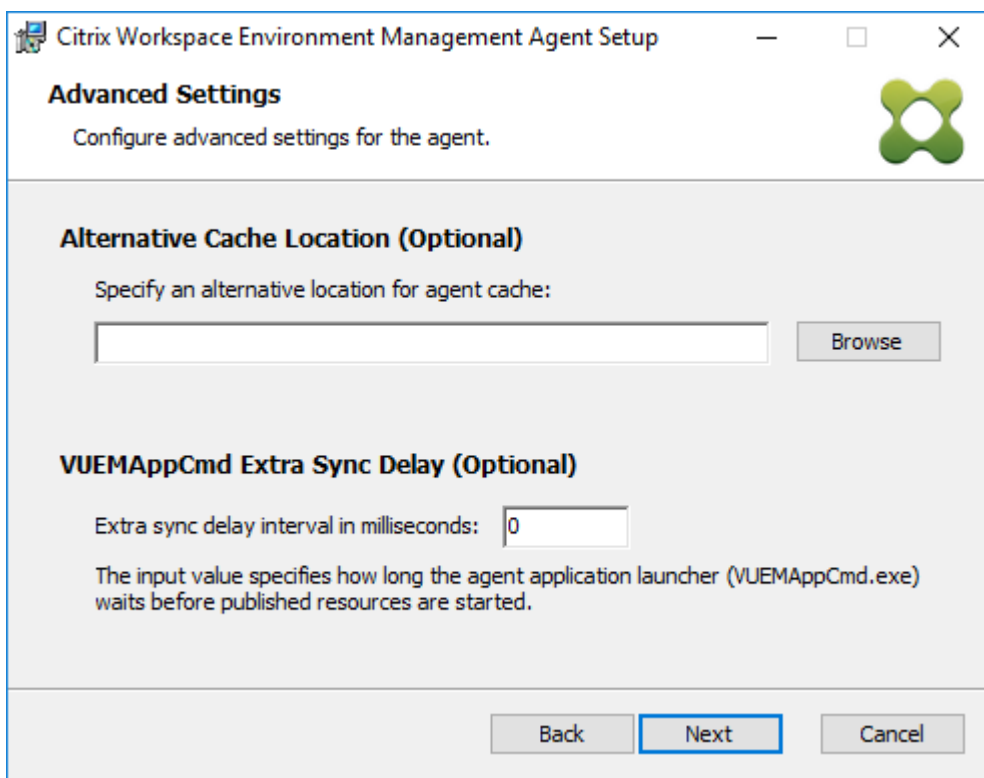 Citrix Workspace Environment Management Agent Setup
Advanced Settings
Configure advanced settings for the agent.
Alternative Cache Location (Optional)
Specify an alternative location for agent cache:
Browse
VUEMAppCmd Extra Sync Delay (Optional)
Extra sync delay interval in milliseconds: 0
The input value specifies how long the agent application launcher (VUEMAppCmd.exe)
waits before published resources are started.
Back Next Cancel